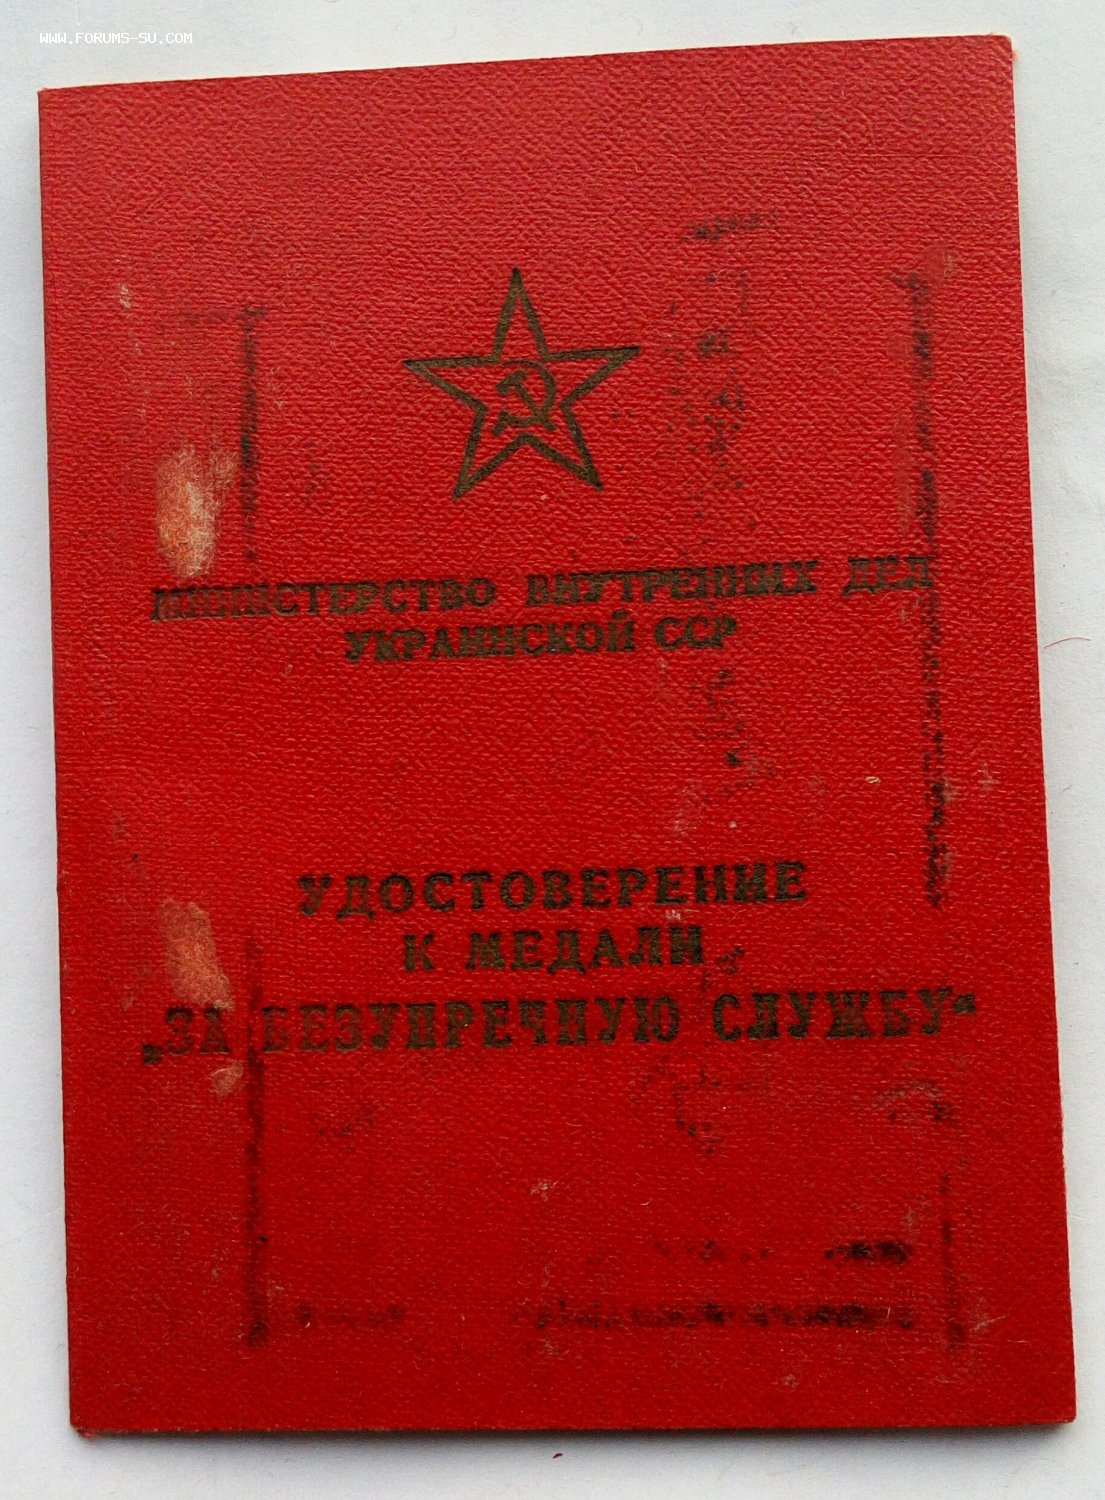 WWW.FORUMS-SU.COM
МИНИСТЕРСТВО ВНУТРЕННИХ ДЕЛ
УКРАИНСКОЙ ССР
УДОСТОВЕРЕНИЕ
К МЕДАЛИ
„ЗА БЕЗУПРЕЧНУЮ СЛУЖБУ“